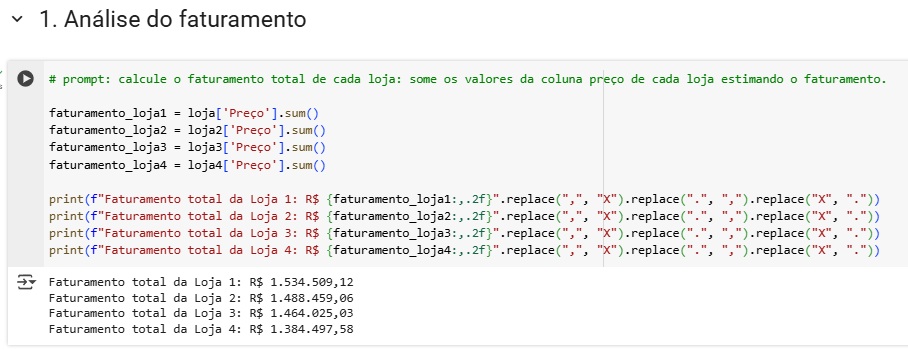 1. Análise do faturamento
# prompt: calcule o faturamento total de cada loja: some os valores da coluna preço de cada loja estimando o faturamento.
faturamento_loja1 = loja['Preço'].sum()
faturamento_loja2 = loja2['Preço'].sum()
faturamento_loja3 = loja3['Preço'].sum()
faturamento_loja4 = loja4['Preço'].sum()
print(f"Faturamento total da Loja 1: R$ {faturamento_loja1:,.2f}".replace(",", "X").replace(".", ",").replace("X", "."))
print(f"Faturamento total da Loja 2: R$ {faturamento_loja2:,.2f}".replace(",", "X").replace(".", ",").replace("X", "."))
print(f"Faturamento total da Loja 3: R$ {faturamento_loja3:,.2f}".replace(",", "X").replace(".", ",").replace("X", "."))
print(f"Faturamento total da Loja 4: R$ {faturamento_loja4:,.2f}".replace(",", "X").replace(".", ",").replace("X", "."))
Faturamento total da Loja 1: R$ 1.534.509,12
Faturamento total da Loja 2: R$ 1.488.459,06
Faturamento total da Loja 3: R$ 1.464.025,03
Faturamento total da Loja 4: R$ 1.384.497,58